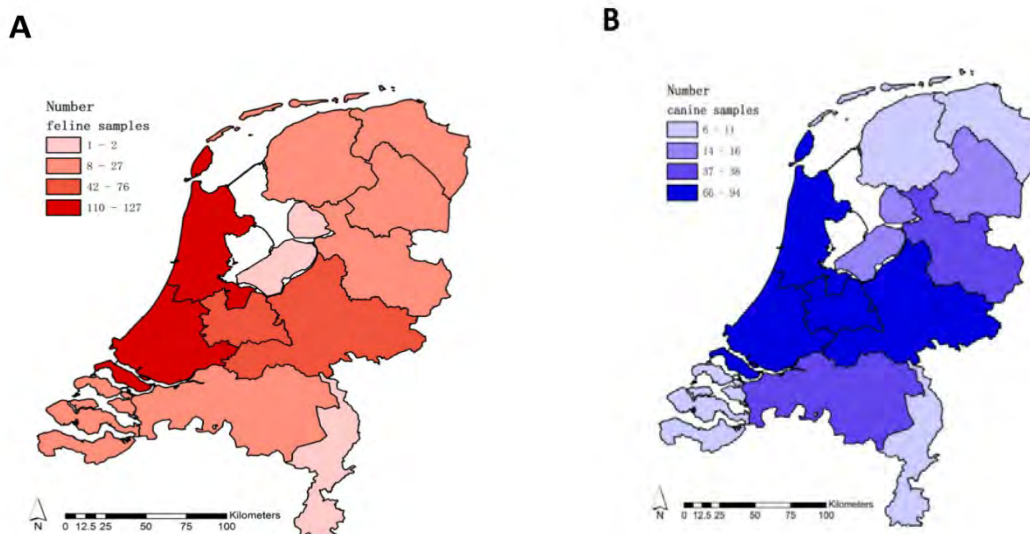 A
Number
feline samples
1 - 2
8 - 27
42 - 76
110 - 127
N
0 12.5 25 50 75 100
Kilometers
B
Number
canine samples
6 - 11
14 - 16
37 - 38
66 - 94
N
0 12.5 25 50 75 100
Kilometers